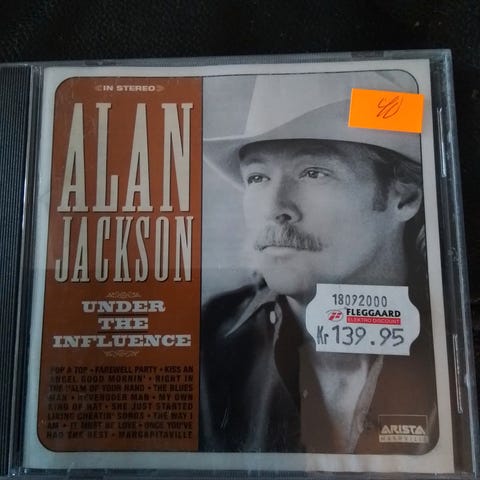 IN STEREO
ALAN
JACKSON
UNDER
THE
INFLUENCE
POP A TOP • FAREWELL PARTY • KISS AN
ANGEL GOOD MORNIN' • RIGHT IN
THE PALM OF YOUR HAND • THE BLUES
MAN • REVENOOER MAN • MY OWN
KIND OF HAT • SHE JUST STARTED
LIKING CHEATIN' SONGS • THE WAY I
AM • IT MUST BE LOVE • ONCE YOU'VE
HAD THE BEST • MARGARITAVILLE
40
18092000
FLEGGAARD
ELEKTRO DISCOUNT
Kr 139.95
ARISTA
NASHVILLE